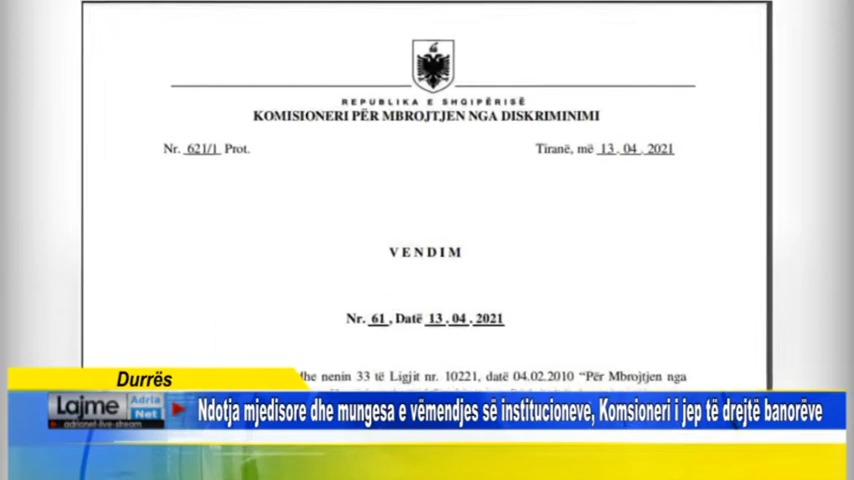 REPUBLIKA E SHQIPËRISË
KOMISIONERI PËR MBROJTJEN NGA DISKRIMINIMI
Nr. 621/1 Prot. Tiranë, më 13 . 04 . 2021
VENDIM
Nr. 61 , Datë 13 . 04 . 2021
dhe nenin 33 të Ligjit nr. 10221, datë 04.02.2010 “Për Mbrojtjen nga
Durrës
Lajme Adria Net
adrianet-live-stream
Ndotja mjedisore dhe mungesa e vëmendjes së institucioneve, Komsioneri i jep të drejtë banorëve